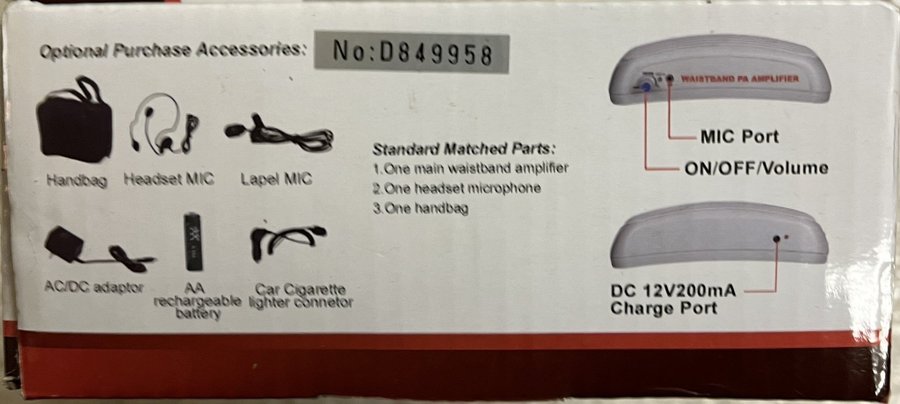 Optional Purchase Accessories:
No:D849958
Handbag
Headset MIC
Lapel MIC
AC/DC adaptor
AA
rechargeable
battery
Car Cigarette
lighter connetor
Standard Matched Parts:
1.One main waistband amplifier
2.One headset microphone
3.One handbag
WAISTBAND PA AMPLIFIER
MIC Port
ON/OFF/Volume
DC 12V200mA
Charge Port